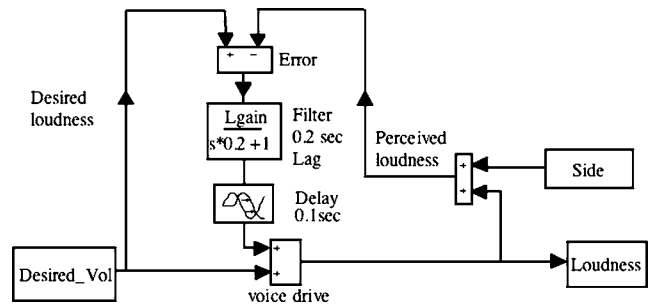 + −
Error
Desired
loudness
Lgain
s*0.2 +1
Filter
0.2 sec
Lag
Perceived
loudness
+
+
Side
Delay
0.1sec
+
+
Desired_Vol
Loudness
voice drive